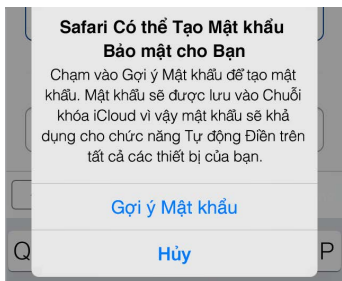 Safari Có thể Tạo Mật khẩu
Bảo mật cho Bạn
Chạm vào Gợi ý Mật khẩu để tạo mật
khẩu. Mật khẩu sẽ được lưu vào Chuỗi
khóa iCloud vì vậy mật khẩu sẽ khả
dụng cho chức năng Tự động Điền trên
tất cả các thiết bị của bạn.
Gợi ý Mật khẩu
Q Hủy P